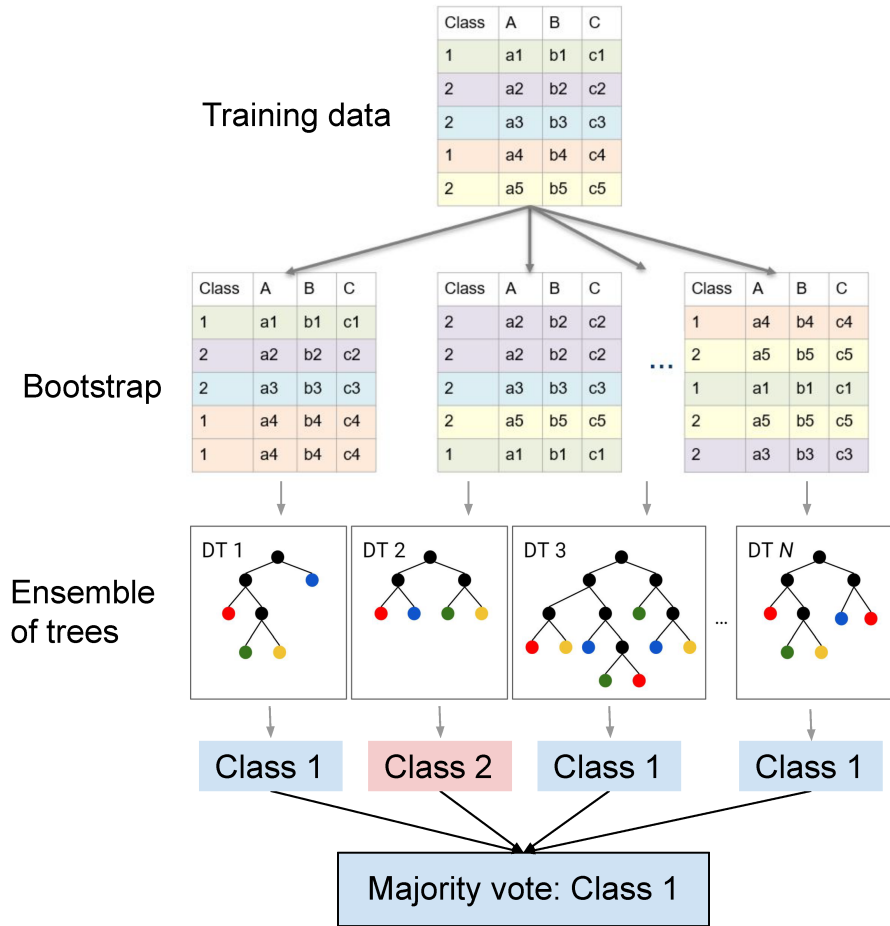 Class A B C
1 a1 b1 c1
2 a2 b2 c2
Training data
2 a3 b3 c3
1 a4 b4 c4
2 a5 b5 c5
Class A B C
1 a1 b1 c1
2 a2 b2 c2
2 a3 b3 c3
1 a4 b4 c4
1 a4 b4 c4
Class A B C
2 a2 b2 c2
2 a2 b2 c2
2 a3 b3 c3
2 a5 b5 c5
1 a1 b1 c1
...
Class A B C
1 a4 b4 c4
2 a5 b5 c5
1 a1 b1 c1
2 a5 b5 c5
2 a3 b3 c3
Bootstrap
Ensemble
of trees
DT 1
DT 2
DT 3
...
DT N
Class 1
Class 2
Class 1
Class 1
Majority vote: Class 1